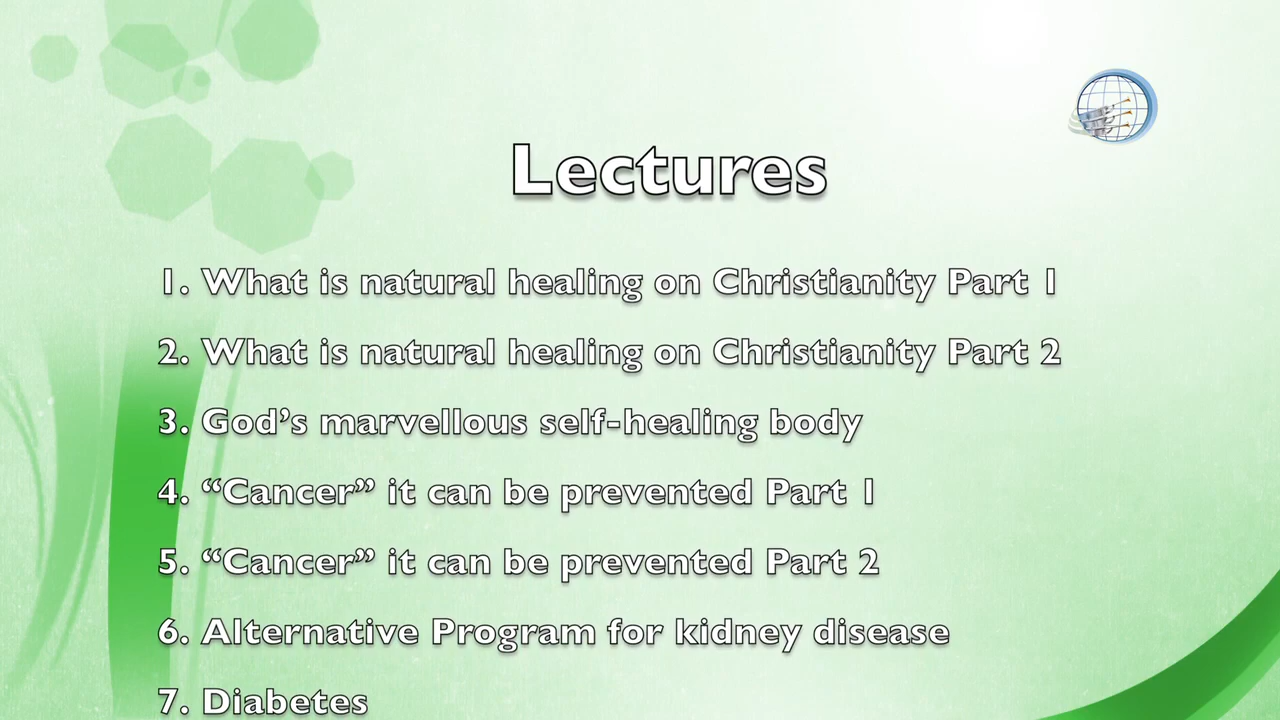 Lectures
1. What is natural healing on Christianity Part 1
2. What is natural healing on Christianity Part 2
3. God’s marvellous self-healing body
4. “Cancer” it can be prevented Part 1
5. “Cancer” it can be prevented Part 2
6. Alternative Program for kidney disease
7. Diabetes